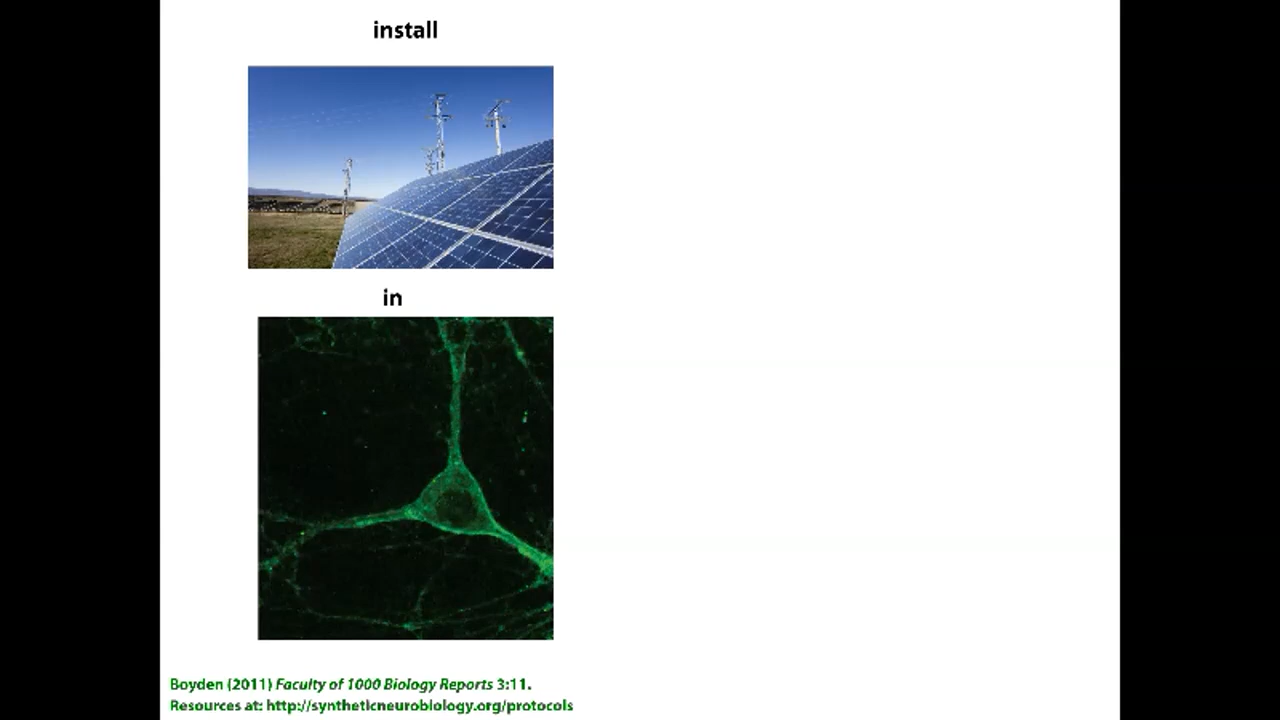 install
in
Boyden (2011) Faculty of 1000 Biology Reports 3:11.
Resources at: http://syntheticneurobiology.org/protocols